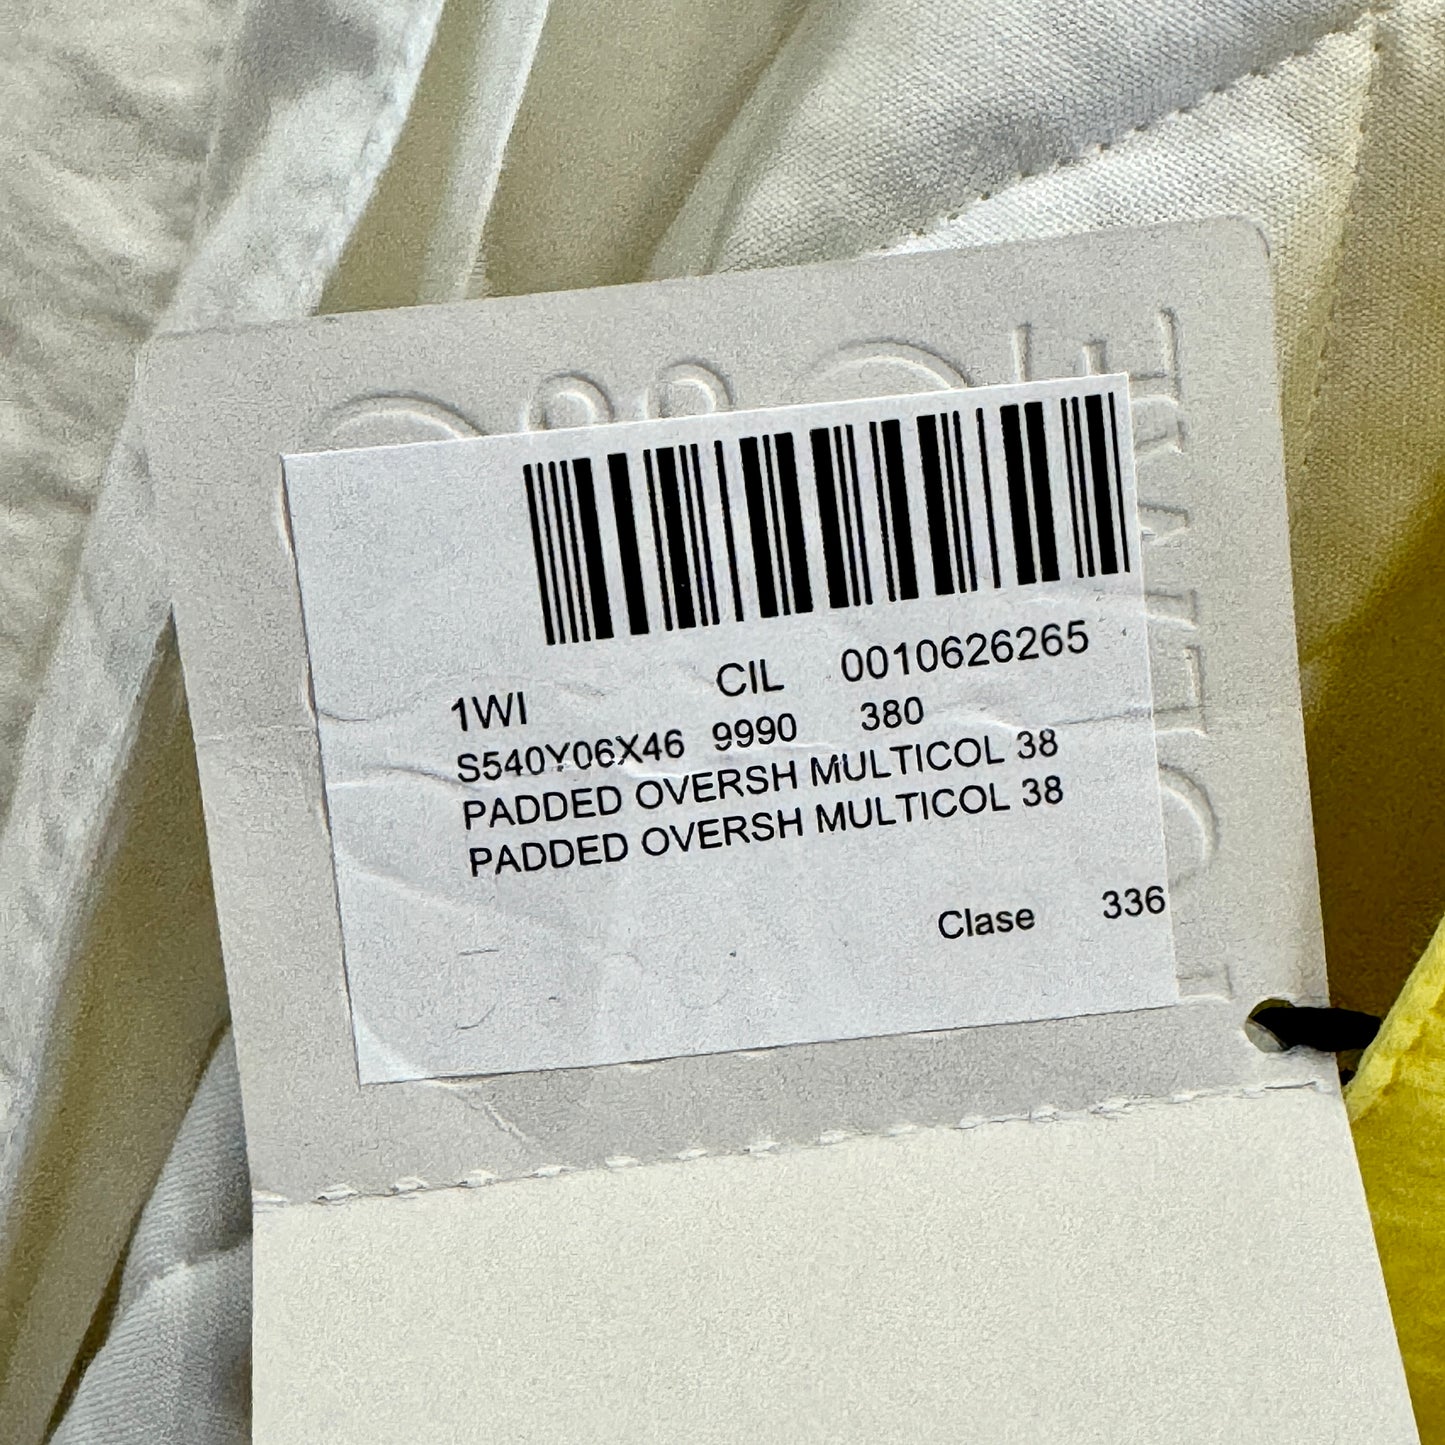 1WI CIL 0010626265
S540Y06X46 9990 380
PADDED OVERSH MULTICOL 38
PADDED OVERSH MULTICOL 38
Clase 336